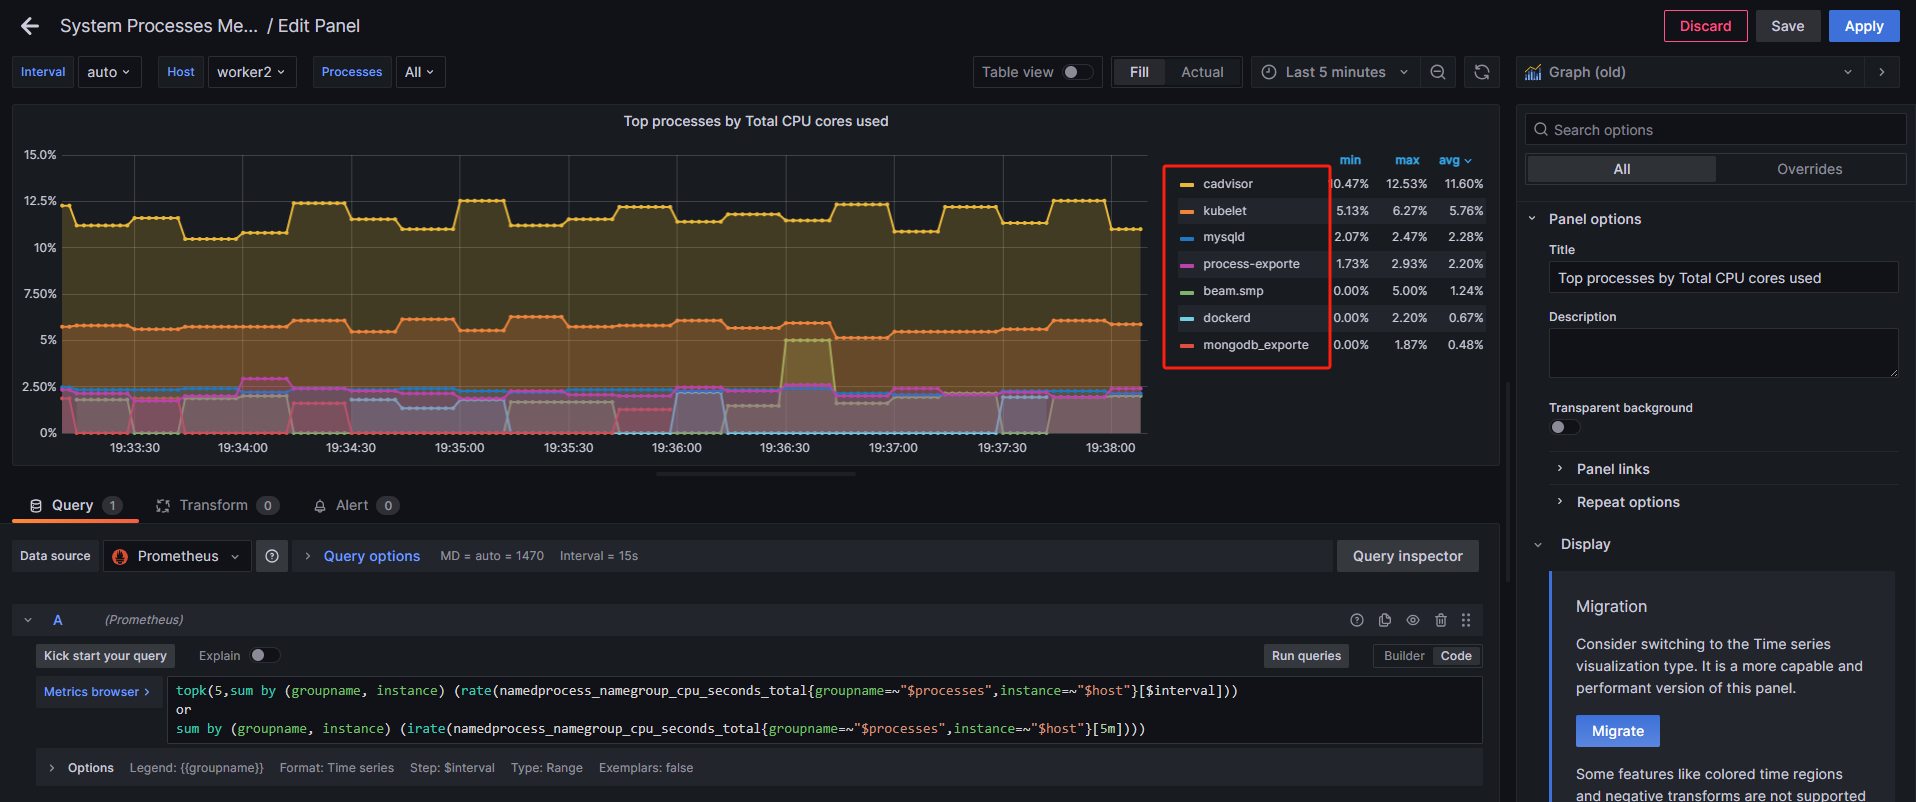 System Processes Me... / Edit Panel
Discard Save Apply
Interval auto Host worker2 Processes All
Table view Fill Actual Last 5 minutes Graph (old)
Top processes by Total CPU cores used
15.0%
12.5%
10%
7.50%
5%
2.50%
0%
19:33:30 19:34:00 19:34:30 19:35:00 19:35:30 19:36:00 19:36:30 19:37:00 19:37:30 19:38:00
min max avg
cadvisor 10.47% 12.53% 11.60%
kubelet 5.13% 6.27% 5.76%
mysqld 2.07% 2.47% 2.28%
process-exporte 1.73% 2.93% 2.20%
beam.smp 0.00% 5.00% 1.24%
dockerd 0.00% 2.20% 0.67%
mongodb_exporte 0.00% 1.87% 0.48%
Query 1 Transform 0 Alert 0
Data source Prometheus Query options MD = auto = 1470 Interval = 15s Query inspector
A (Prometheus)
Kick start your query Explain Run queries Builder Code
Metrics browser >
topk(5,sum by (groupname, instance) (rate(namedprocess_namegroup_cpu_seconds_total{groupname=~"$processes",instance=~"$host"}[$interval]))
or
sum by (groupname, instance) (irate(namedprocess_namegroup_cpu_seconds_total{groupname=~"$processes",instance=~"$host"}[5m])))
Options Legend: {{groupname}} Format: Time series Step: $interval Type: Range Exemplars: false
Search options
All Overrides
Panel options
Title
Top processes by Total CPU cores used
Description
Transparent background
Panel links
Repeat options
Display
Migration
Consider switching to the Time series
visualization type. It is a more capable and
performant version of this panel.
Migrate
Some features like colored time regions
and negative transforms are not supported